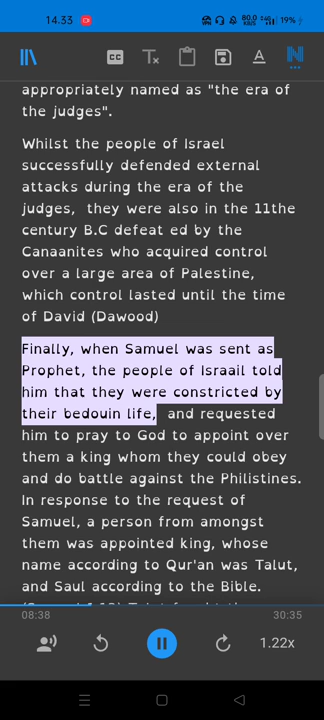 14.33
80.0
19%
CC
appropriately named as "the era of
the judges".
Whilst the people of Israel
successfully defended external
attacks during the era of the
judges, they were also in the 11the
century B.C defeat ed by the
Canaanites who acquired control
over a large area of Palestine,
which control lasted until the time
of David (Dawood)
Finally, when Samuel was sent as
Prophet, the people of Israail told
him that they were constricted by
their bedouin life, and requested
him to pray to God to appoint over
them a king whom they could obey
and do battle against the Philistines.
In response to the request of
Samuel, a person from amongst
them was appointed king, whose
name according to Qur'an was Talut,
and Saul according to the Bible.
08:38
30:35
1.22x